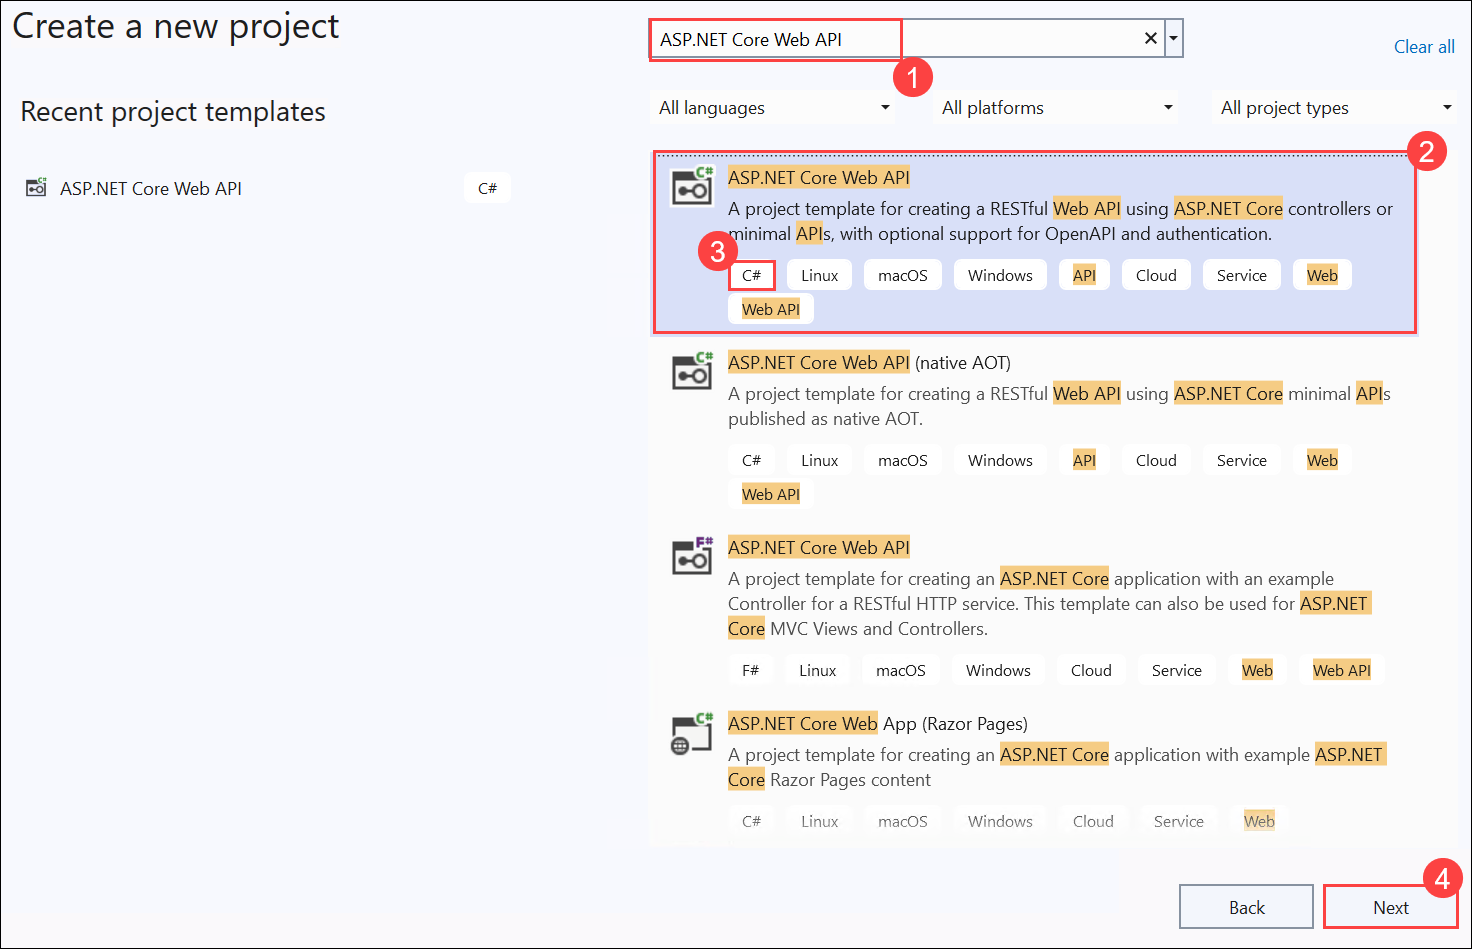 Create a new project
ASP.NET Core Web API
1
Clear all
Recent project templates
All languages
All platforms
All project types
ASP.NET Core Web API
C#
2
C#
ASP.NET Core Web API
A project template for creating a RESTful Web API using ASP.NET Core controllers or
minimal APIs, with optional support for OpenAPI and authentication.
3
C# Linux macOS Windows API Cloud Service Web
Web API
C#
ASP.NET Core Web API (native AOT)
A project template for creating a RESTful Web API using ASP.NET Core minimal APIs
published as native AOT.
C# Linux macOS Windows API Cloud Service Web
Web API
F#
ASP.NET Core Web API
A project template for creating an ASP.NET Core application with an example
Controller for a RESTful HTTP service. This template can also be used for ASP.NET
Core MVC Views and Controllers.
F# Linux macOS Windows Cloud Service Web Web API
C#
ASP.NET Core Web App (Razor Pages)
A project template for creating an ASP.NET Core application with example ASP.NET
Core Razor Pages content
C# Linux macOS Windows Cloud Service Web
4
Back
Next